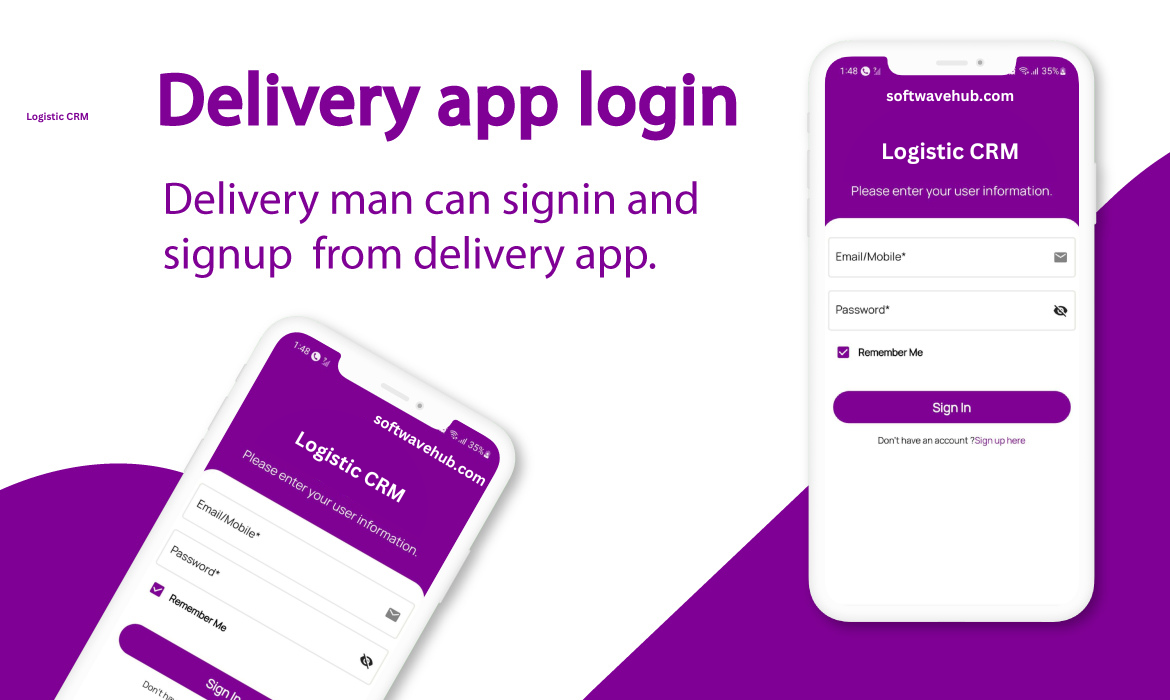 Logistic CRM
Delivery app login
Delivery man can signin and
signup from delivery app.
1:48
35%
softwavehub.com
Logistic CRM
Please enter your user information.
Email/Mobile*
Password*
Remember Me
Sign In
Don't have an account ?Sign up here
1:48
35%
softwavehub.com
Logistic CRM
Please enter your user information.
Email/Mobile*
Password*
Remember Me
Sign In
Don't hav